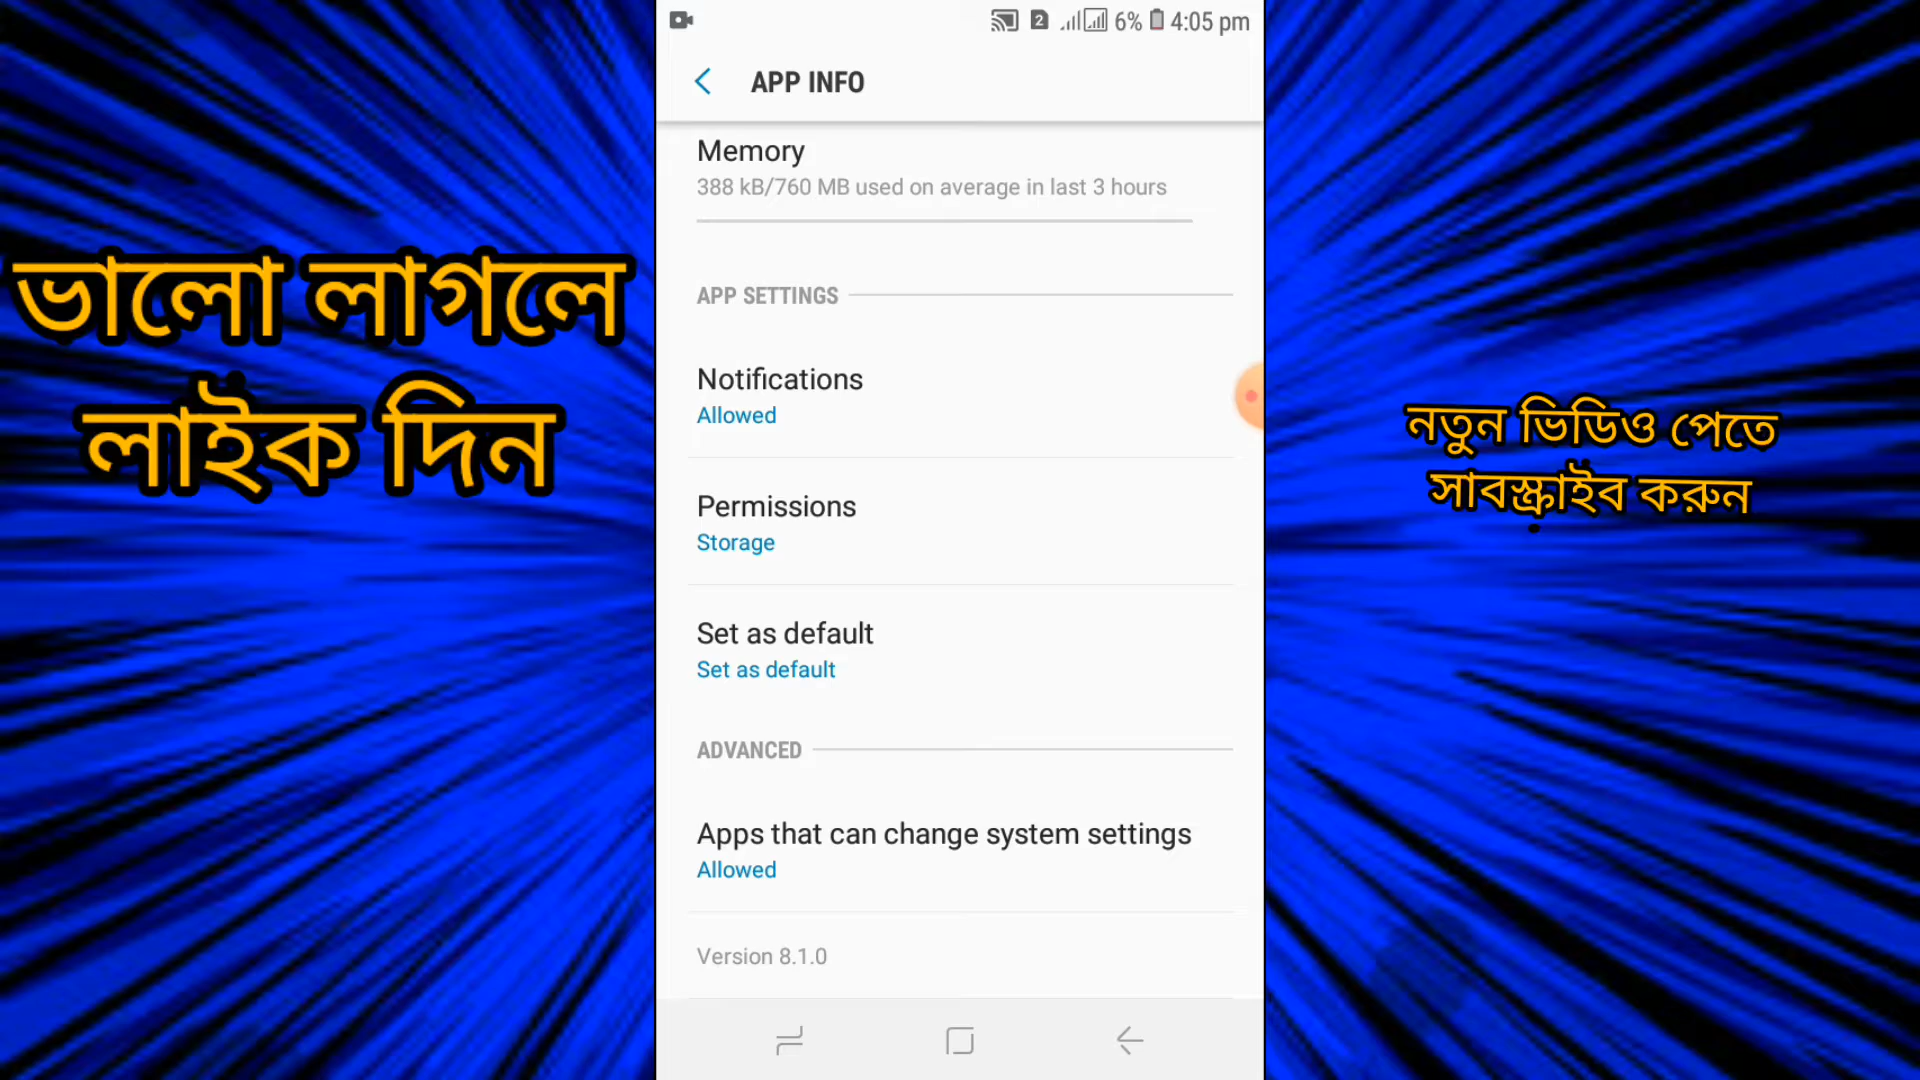 2 6% 4:05 pm
APP INFO
Memory
388 kB/760 MB used on average in last 3 hours
APP SETTINGS
Notifications
Allowed
Permissions
Storage
Set as default
Set as default
ADVANCED
Apps that can change system settings
Allowed
Version 8.1.0
ভালো লাগলে
লাইক দিন
নতুন ভিডিও পেতে
সাবস্ক্রাইব করুন